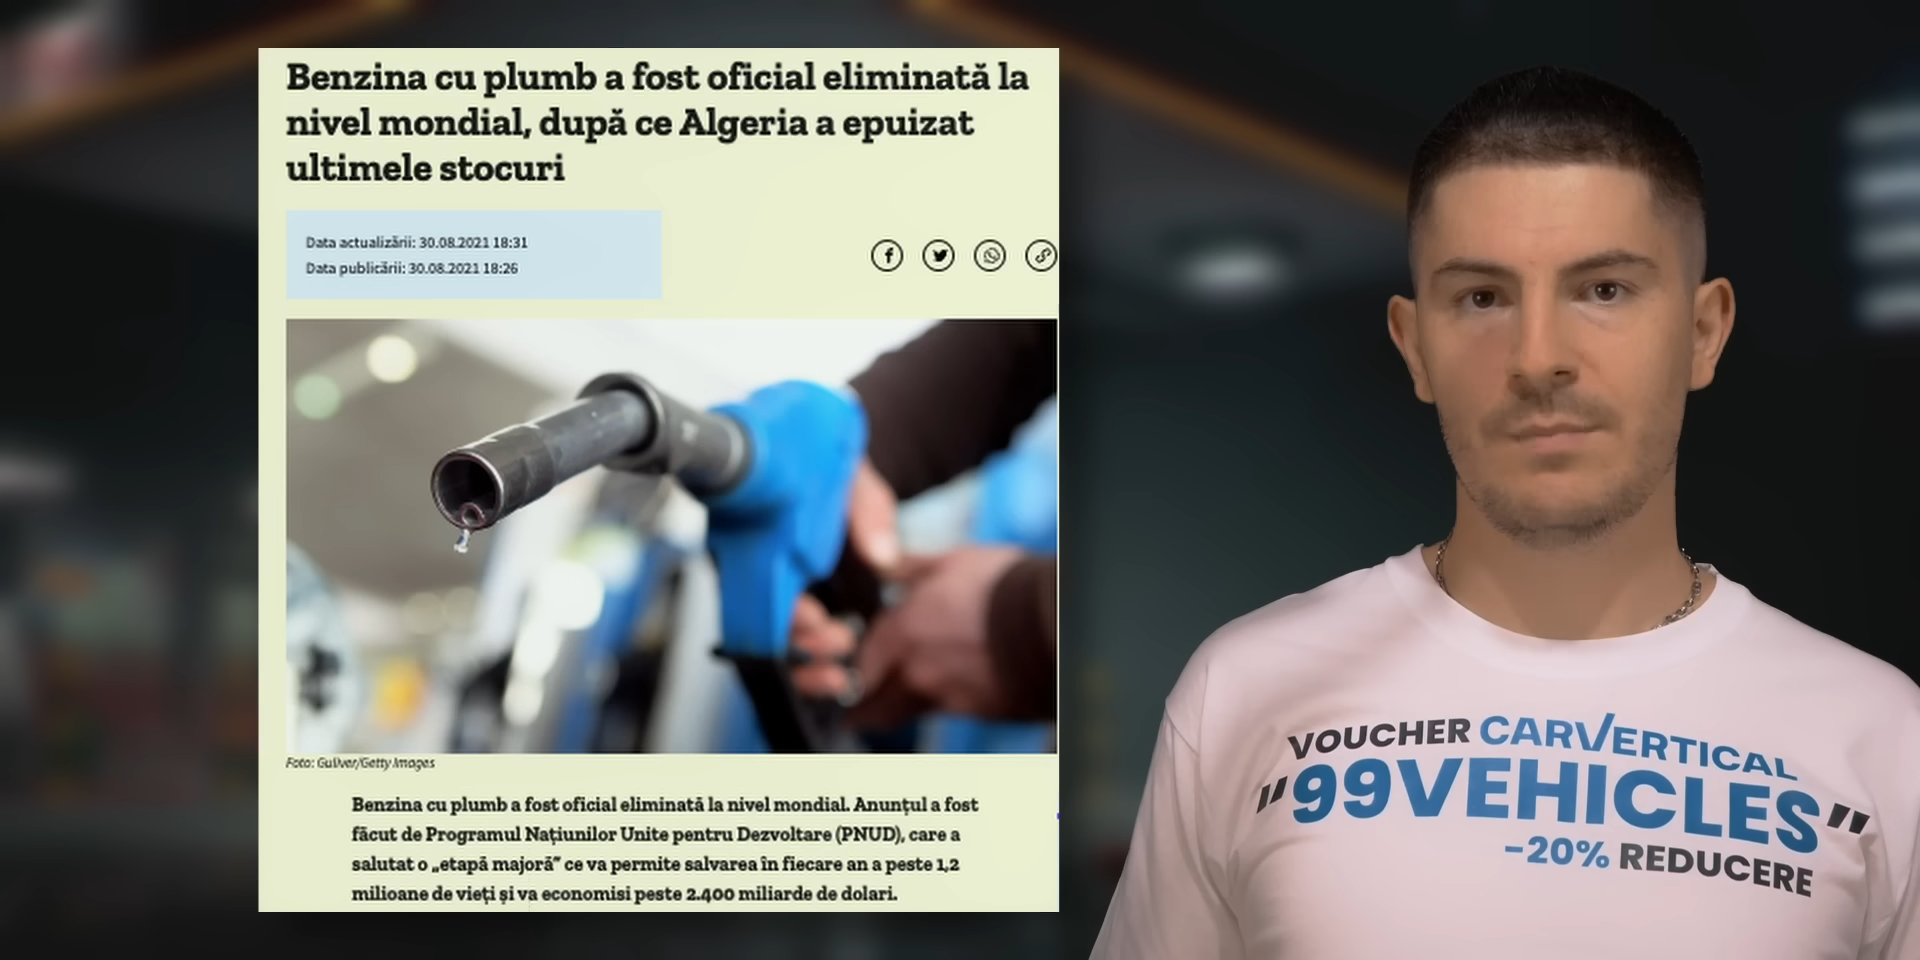 Benzina cu plumb a fost oficial eliminată la
nivel mondial, după ce Algeria a epuizat
ultimele stocuri
Data actualizării: 30.08.2021 18:31
Data publicării: 30.08.2021 18:26
Foto: Guliver/Getty Images
Benzina cu plumb a fost oficial eliminată la nivel mondial. Anunțul a fost
făcut de Programul Națiunilor Unite pentru Dezvoltare (PNUD), care a
salutat o „etapă majoră” ce va permite salvarea în fiecare an a peste 1,2
milioane de vieți și va economisi peste 2.400 miliarde de dolari.
VOUCHER CARVERTICAL
"99VEHICLES"
-20% REDUCERE